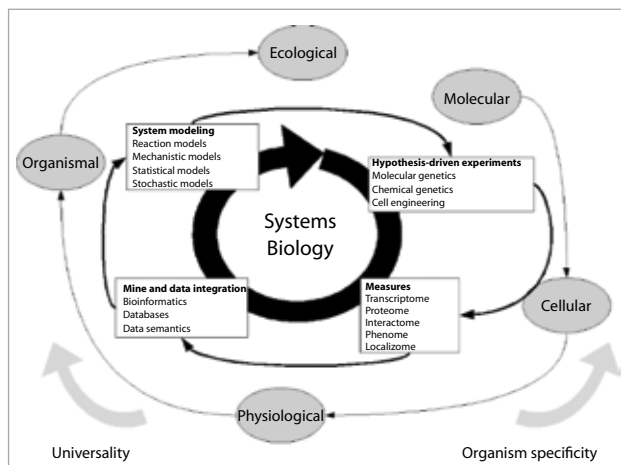 Ecological
Molecular
Organismal
System modeling
Reaction models
Mechanistic models
Statistical models
Stochastic models
Hypothesis-driven experiments
Molecular genetics
Chemical genetics
Cell engineering
Systems
Biology
Mine and data integration
Bioinformatics
Databases
Data semantics
Measures
Transcriptome
Proteome
Interactome
Phenome
Localizome
Cellular
Physiological
Universality
Organism specificity